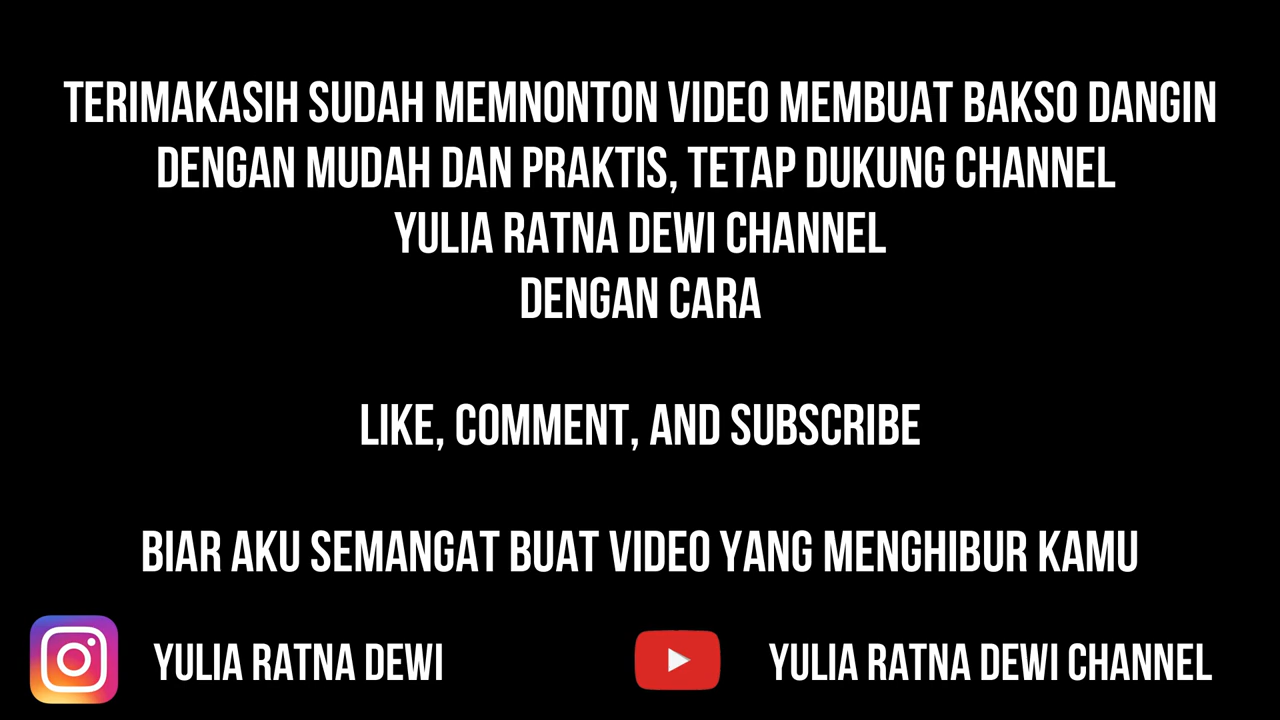 TERIMAKASIH SUDAH MEMNONTON VIDEO MEMBUAT BAKSO DANGIN
DENGAN MUDAH DAN PRAKTIS, TETAP DUKUNG CHANNEL
YULIA RATNA DEWI CHANNEL
DENGAN CARA
LIKE, COMMENT, AND SUBSCRIBE
BIAR AKU SEMANGAT BUAT VIDEO YANG MENGHIBUR KAMU
YULIA RATNA DEWI
YULIA RATNA DEWI CHANNEL